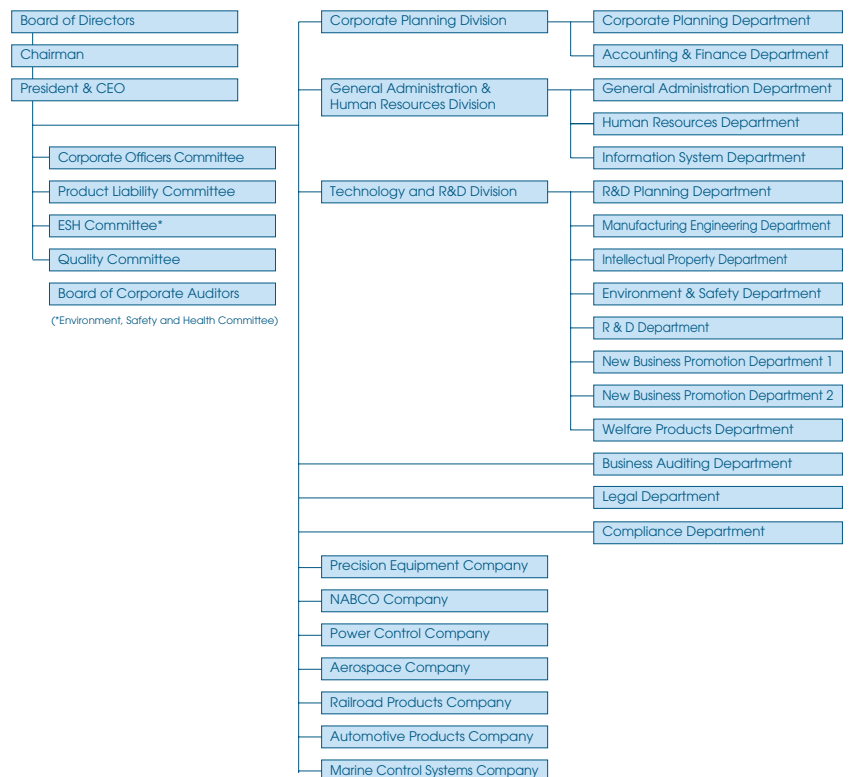 Board of Directors
Chairman
President & CEO
Corporate Officers Committee
Product Liability Committee
ESH Committee*
Quality Committee
Board of Corporate Auditors
(*Environment, Safety and Health Committee)
Corporate Planning Division
General Administration &
Human Resources Division
Technology and R&D Division
Precision Equipment Company
NABCO Company
Power Control Company
Aerospace Company
Railroad Products Company
Automotive Products Company
Marine Control Systems Company
Corporate Planning Department
Accounting & Finance Department
General Administration Department
Human Resources Department
Information System Department
R&D Planning Department
Manufacturing Engineering Department
Intellectual Property Department
Environment & Safety Department
R & D Department
New Business Promotion Department 1
New Business Promotion Department 2
Welfare Products Department
Business Auditing Department
Legal Department
Compliance Department